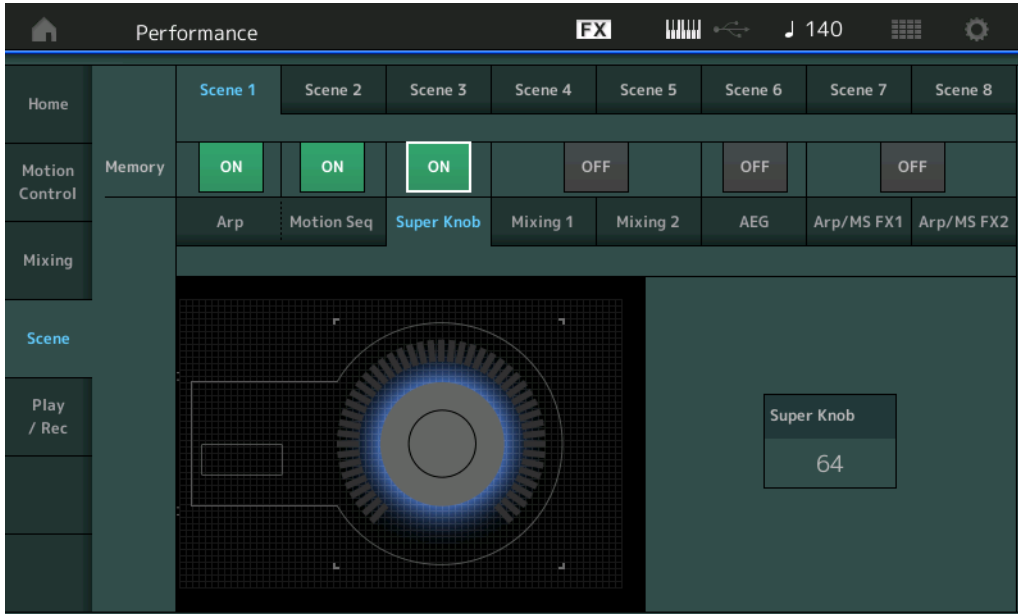 Performance
FX
♩ 140
Scene 1 Scene 2 Scene 3 Scene 4 Scene 5 Scene 6 Scene 7 Scene 8
Home
Motion
Control
Mixing
Scene
Play
/ Rec
Memory ON ON ON OFF OFF OFF
Arp Motion Seq Super Knob Mixing 1 Mixing 2 AEG Arp/MS FX1 Arp/MS FX2
Super Knob
64